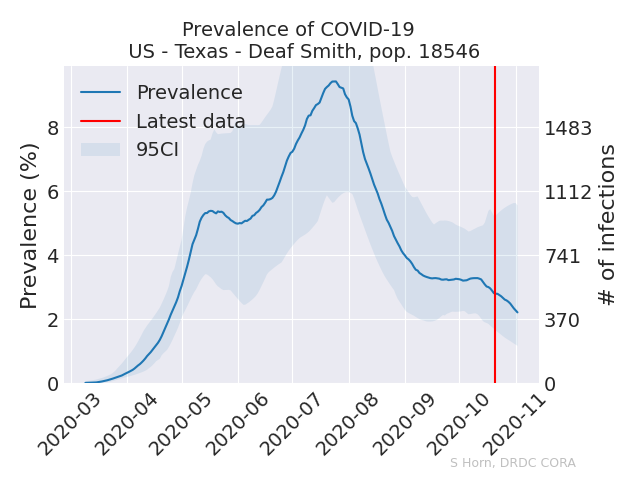 Prevalence of COVID-19
US - Texas - Deaf Smith, pop. 18546
Prevalence
Latest data
95CI
Prevalence (%)
8
6
4
2
0
1483
1112
741
370
0
# of infections
2020-03
2020-04
2020-05
2020-06
2020-07
2020-08
2020-09
2020-10
2020-11
S Horn, DRDC CORA